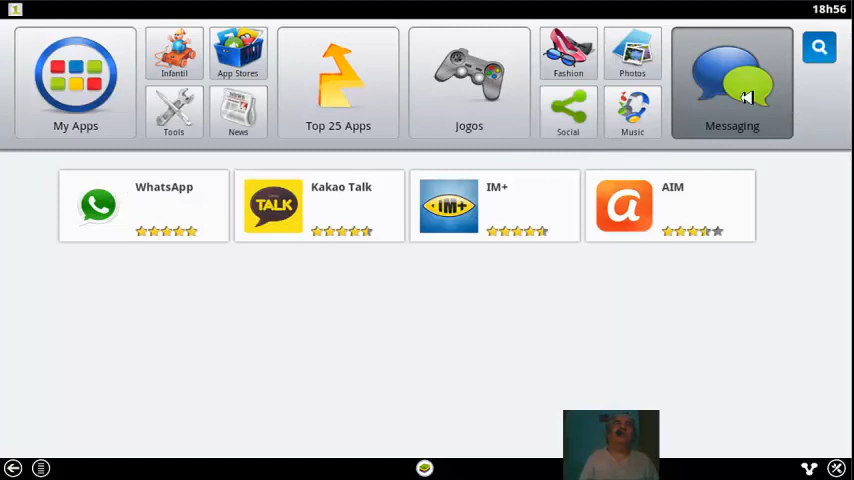 18h56
My Apps
Infantil
App Stores
Tools
News
Top 25 Apps
Jogos
Fashion
Photos
Social
Music
Messaging
WhatsApp
TALK
Kakao Talk
IM+
IM+
a
AIM